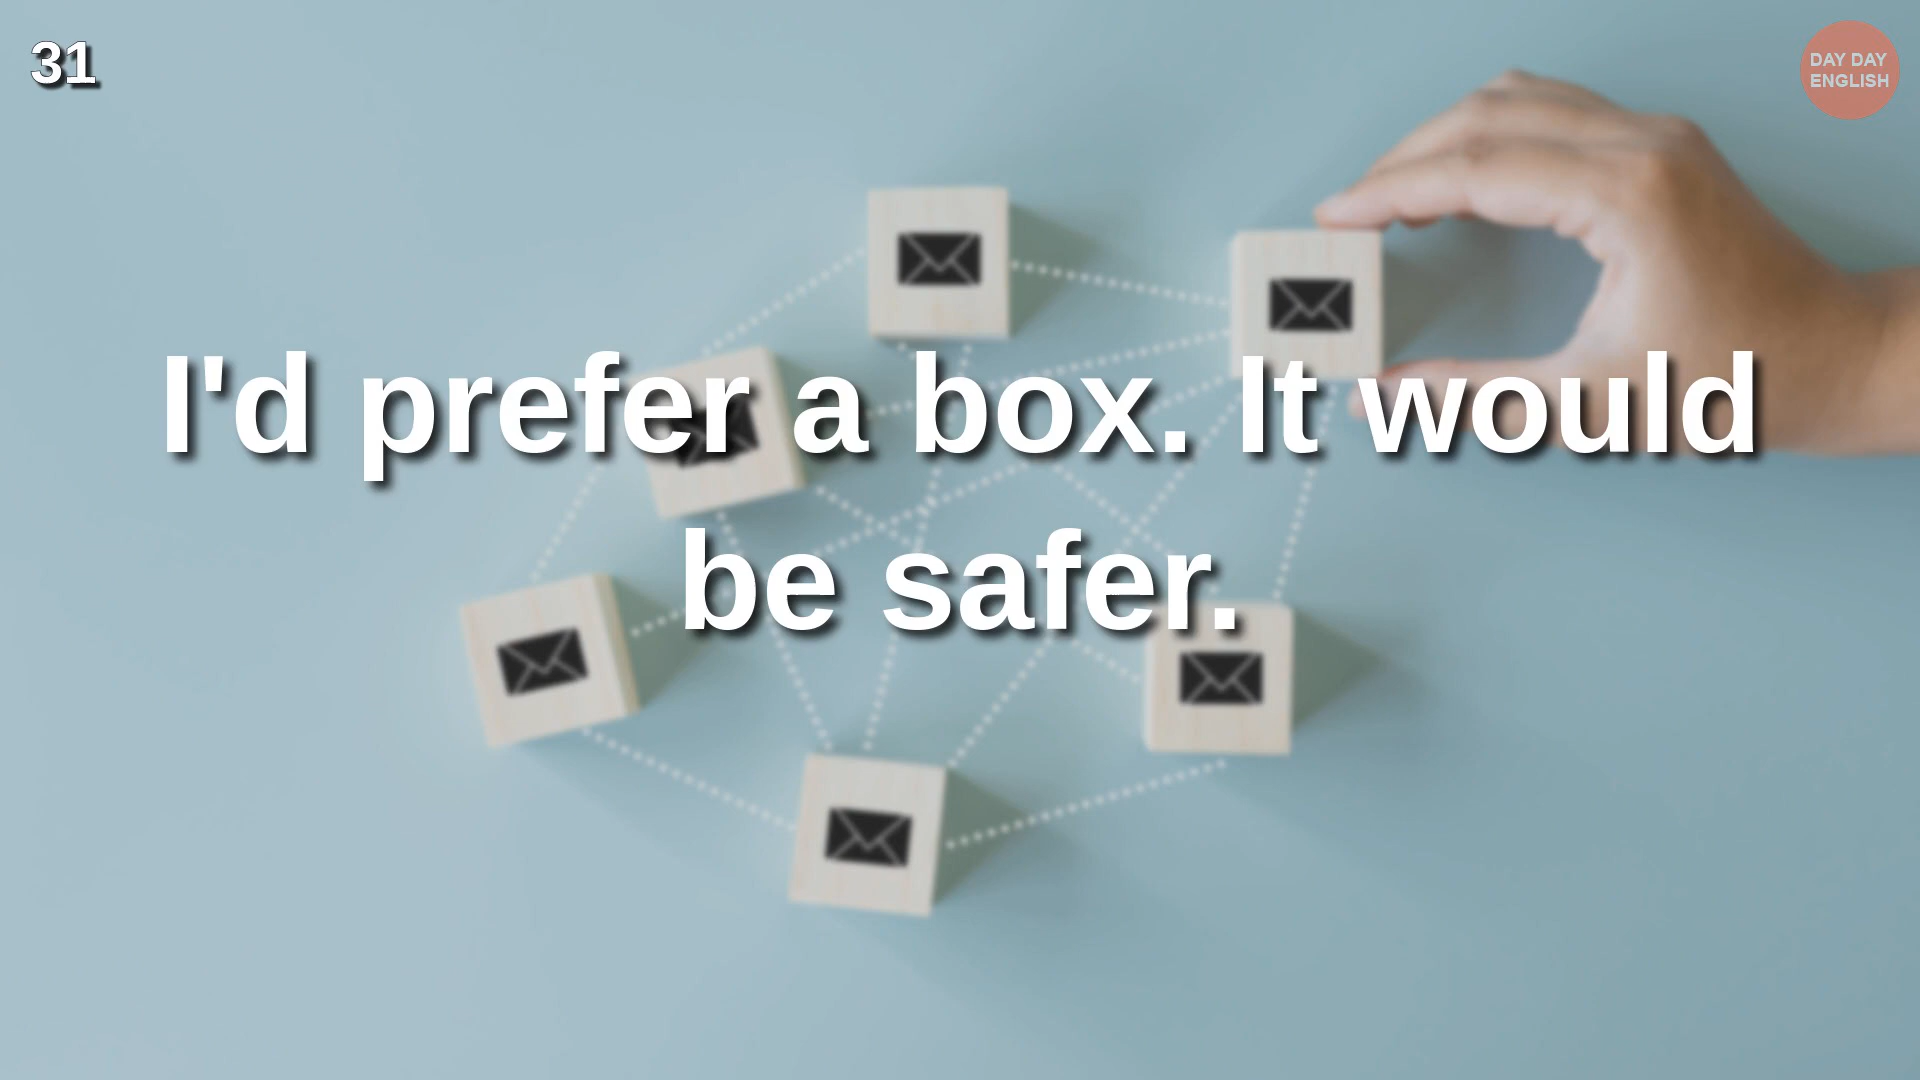 31
DAY DAY
ENGLISH
I'd prefer a box. It would
be safer.